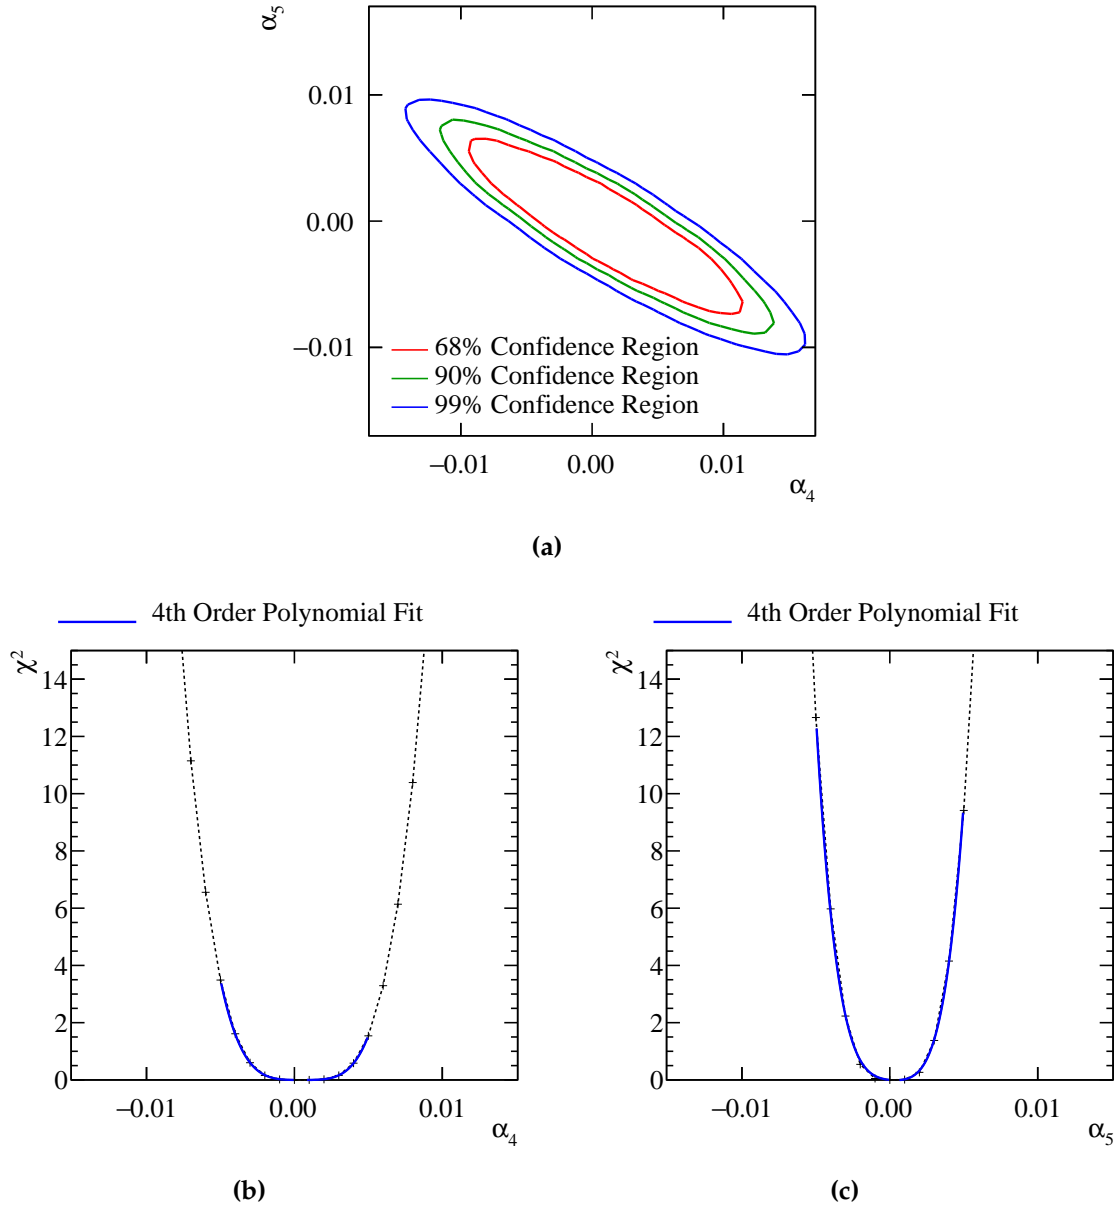 α5
0.01
0.00
−0.01
68% Confidence Region
90% Confidence Region
99% Confidence Region
−0.01 0.00 0.01
α4
(a)
4th Order Polynomial Fit
χ2
14
12
10
8
6
4
2
0
−0.01 0.00 0.01
α4
(b)
4th Order Polynomial Fit
χ2
14
12
10
8
6
4
2
0
−0.01 0.00 0.01
α5
(c)